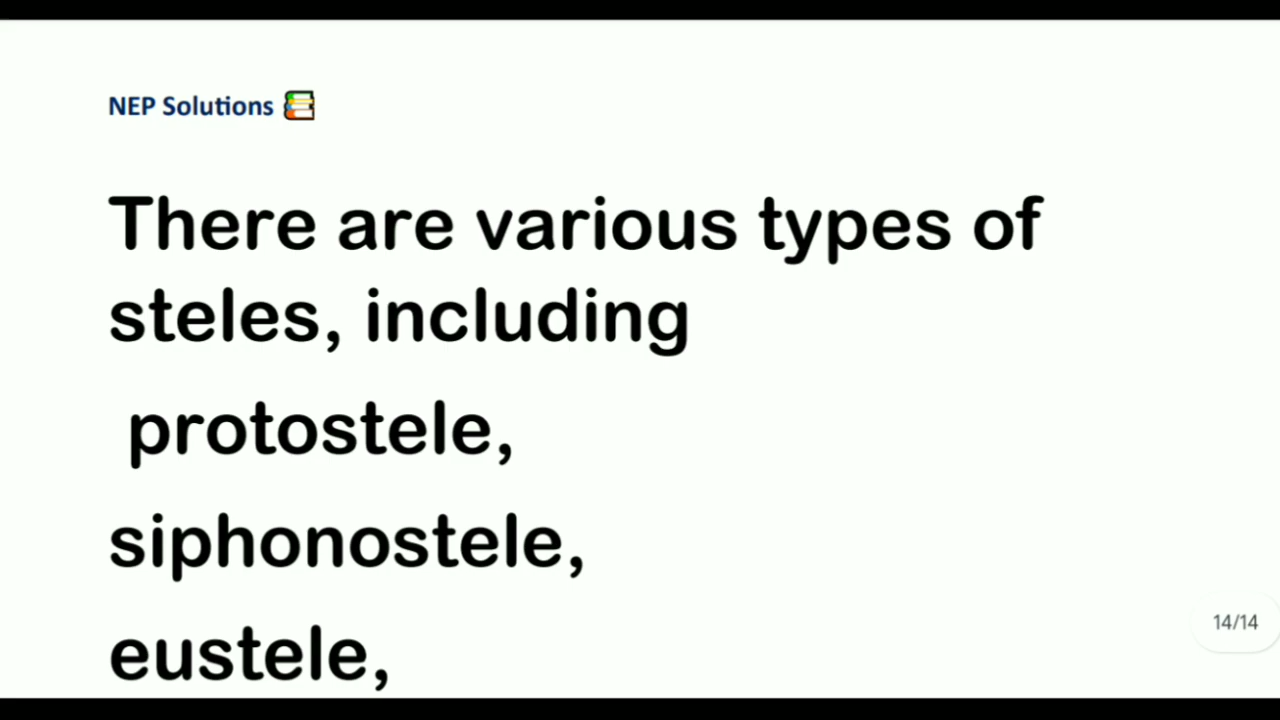 NEP Solutions 📚
There are various types of
steles, including
protostele,
siphonostele,
eustele,
14/14